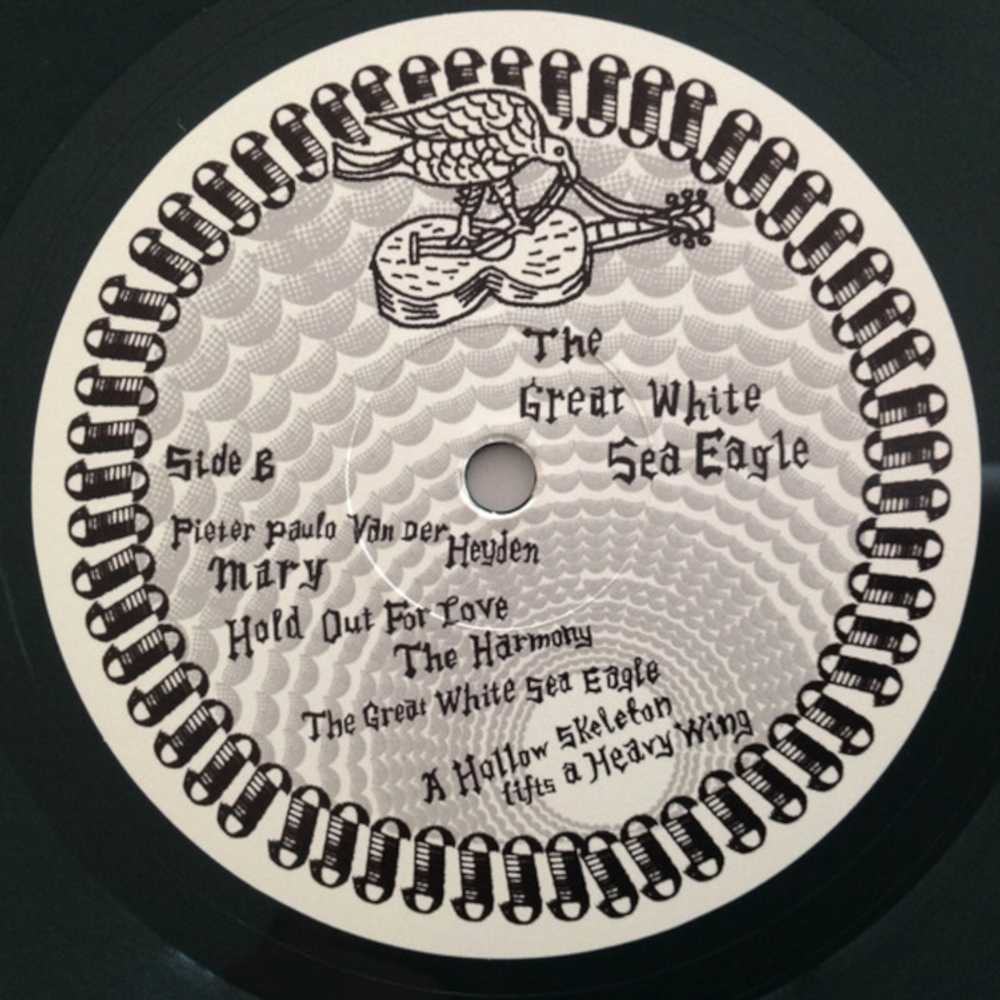 The
Great White
Sea Eagle
Side B
Pieter Paulo Van Der
Heyden
Mary
Hold Out For Love
The Harmony
The Great White Sea Eagle
A Hollow Skeleton
lifts a Heavy Wing